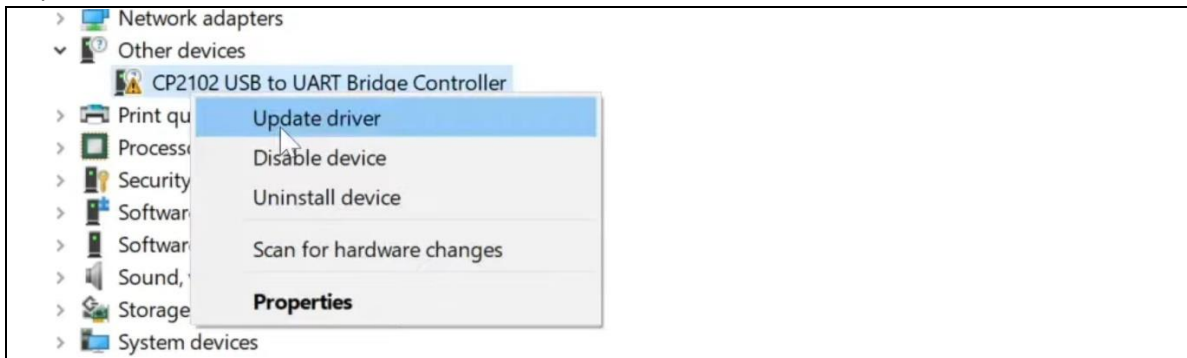 Network adapters
Other devices
CP2102 USB to UART Bridge Controller
Print qu
Update driver
Process
Disable device
Security
Uninstall device
Softwar
Softwar
Scan for hardware changes
Sound,
Storage
Properties
System devices